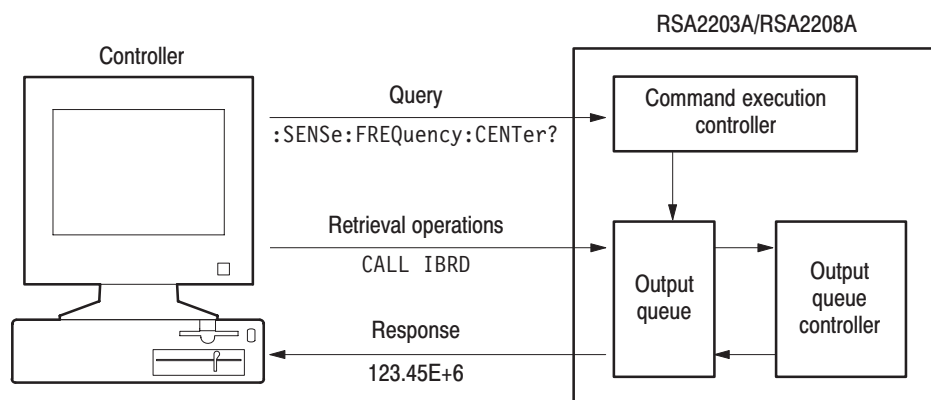 RSA2203A/RSA2208A
Controller
Query
:SENSe:FREQuency:CENTer?
Command execution
controller
Retrieval operations
CALL IBRD
Output
queue
Output
queue
controller
Response
123.45E+6